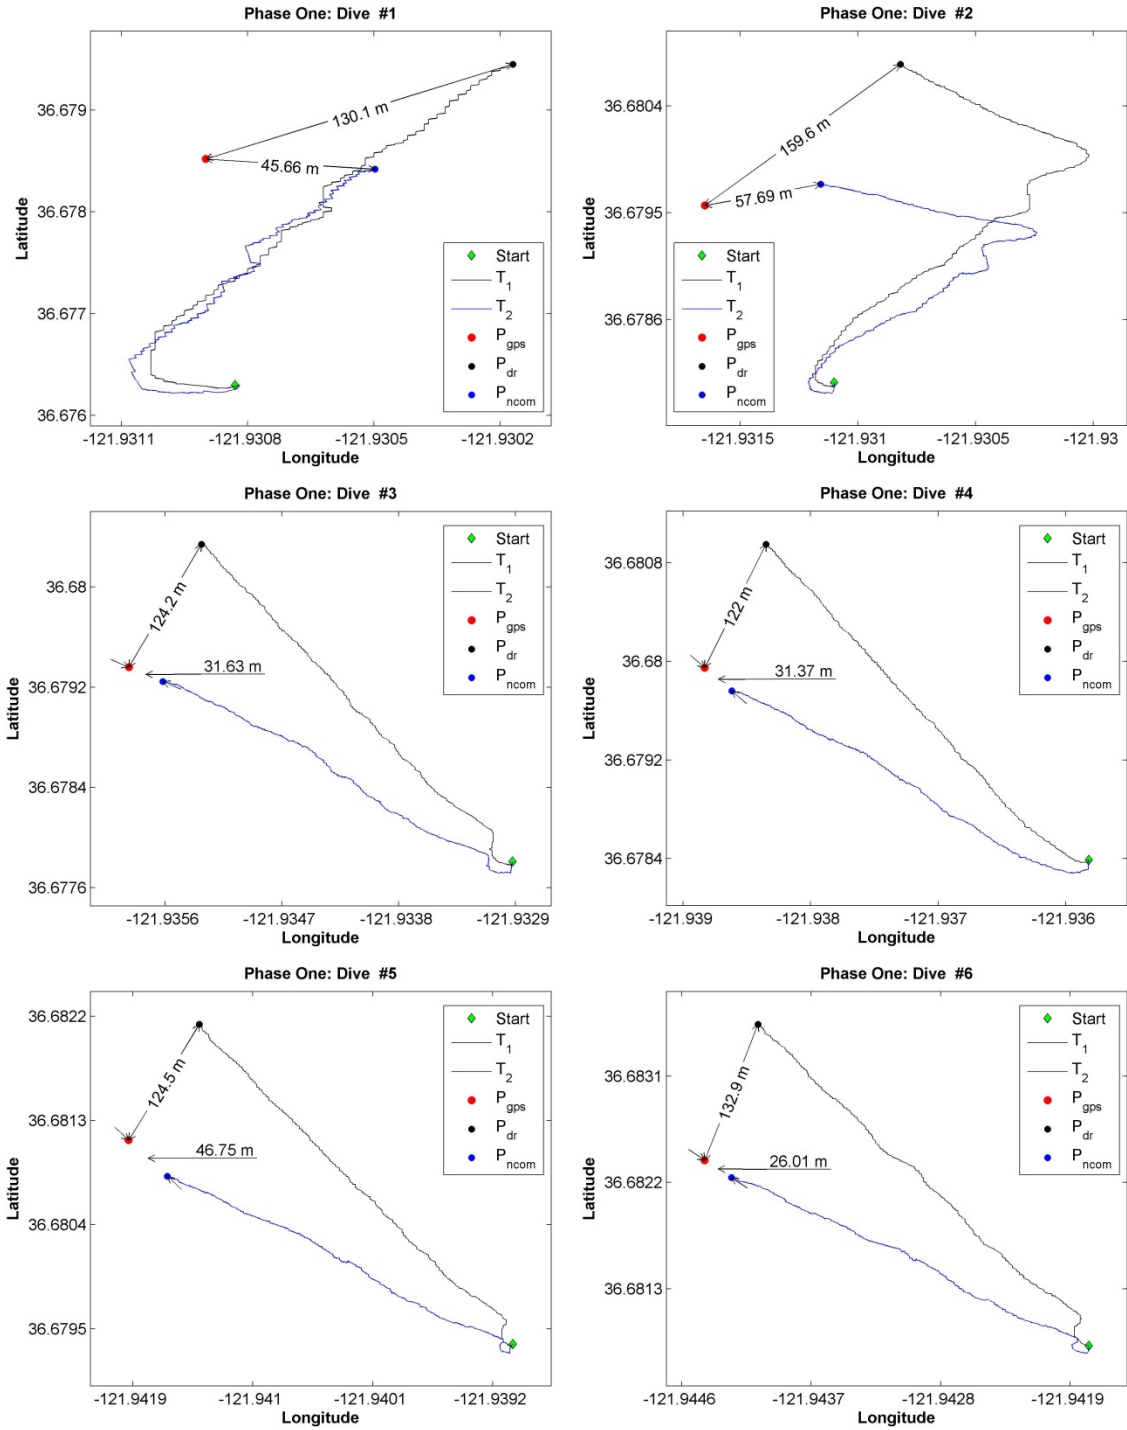 Phase One: Dive #1
36.679
36.678
36.677
36.676
Latitude
130.1 m
45.66 m
Start
T1
T2
Pgps
Pdr
Pncom
-121.9311 -121.9308 -121.9305 -121.9302
Longitude
Phase One: Dive #2
36.6804
36.6795
36.6786
Latitude
159.6 m
57.69 m
Start
T1
T2
Pgps
Pdr
Pncom
-121.9315 -121.931 -121.9305 -121.93
Longitude
Phase One: Dive #3
36.68
36.6792
36.6784
36.6776
Latitude
124.2 m
31.63 m
Start
T1
T2
Pgps
Pdr
Pncom
-121.9356 -121.9347 -121.9338 -121.9329
Longitude
Phase One: Dive #4
36.6808
36.68
36.6792
36.6784
Latitude
122 m
31.37 m
Start
T1
T2
Pgps
Pdr
Pncom
-121.939 -121.938 -121.937 -121.936
Longitude
Phase One: Dive #5
36.6822
36.6813
36.6804
36.6795
Latitude
124.5 m
46.75 m
Start
T1
T2
Pgps
Pdr
Pncom
-121.9419 -121.941 -121.9401 -121.9392
Longitude
Phase One: Dive #6
36.6831
36.6822
36.6813
Latitude
132.9 m
26.01 m
Start
T1
T2
Pgps
Pdr
Pncom
-121.9446 -121.9437 -121.9428 -121.9419
Longitude